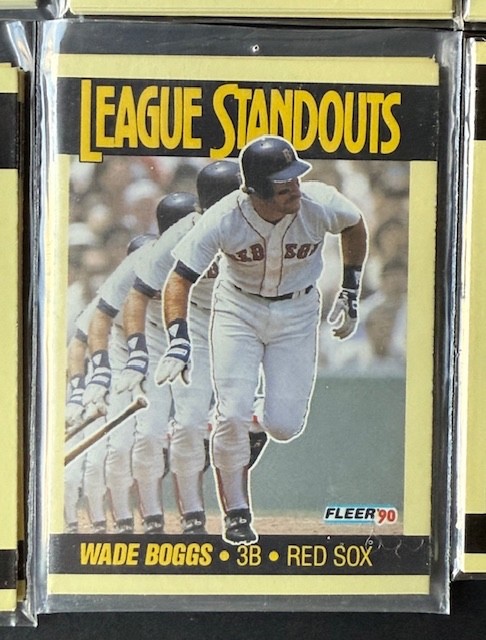 LEAGUE STANDOUTS
B
RED SOX
FLEER '90
WADE BOGGS • 3B • RED SOX